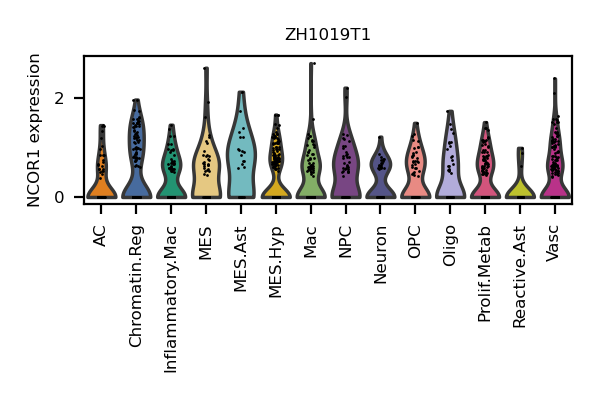 ZH1019T1
NCOR1 expression
2
0
AC
Chromatin.Reg
Inflammatory.Mac
MES
MES.Ast
MES.Hyp
Mac
NPC
Neuron
OPC
Oligo
Prolif.Metab
Reactive.Ast
Vasc